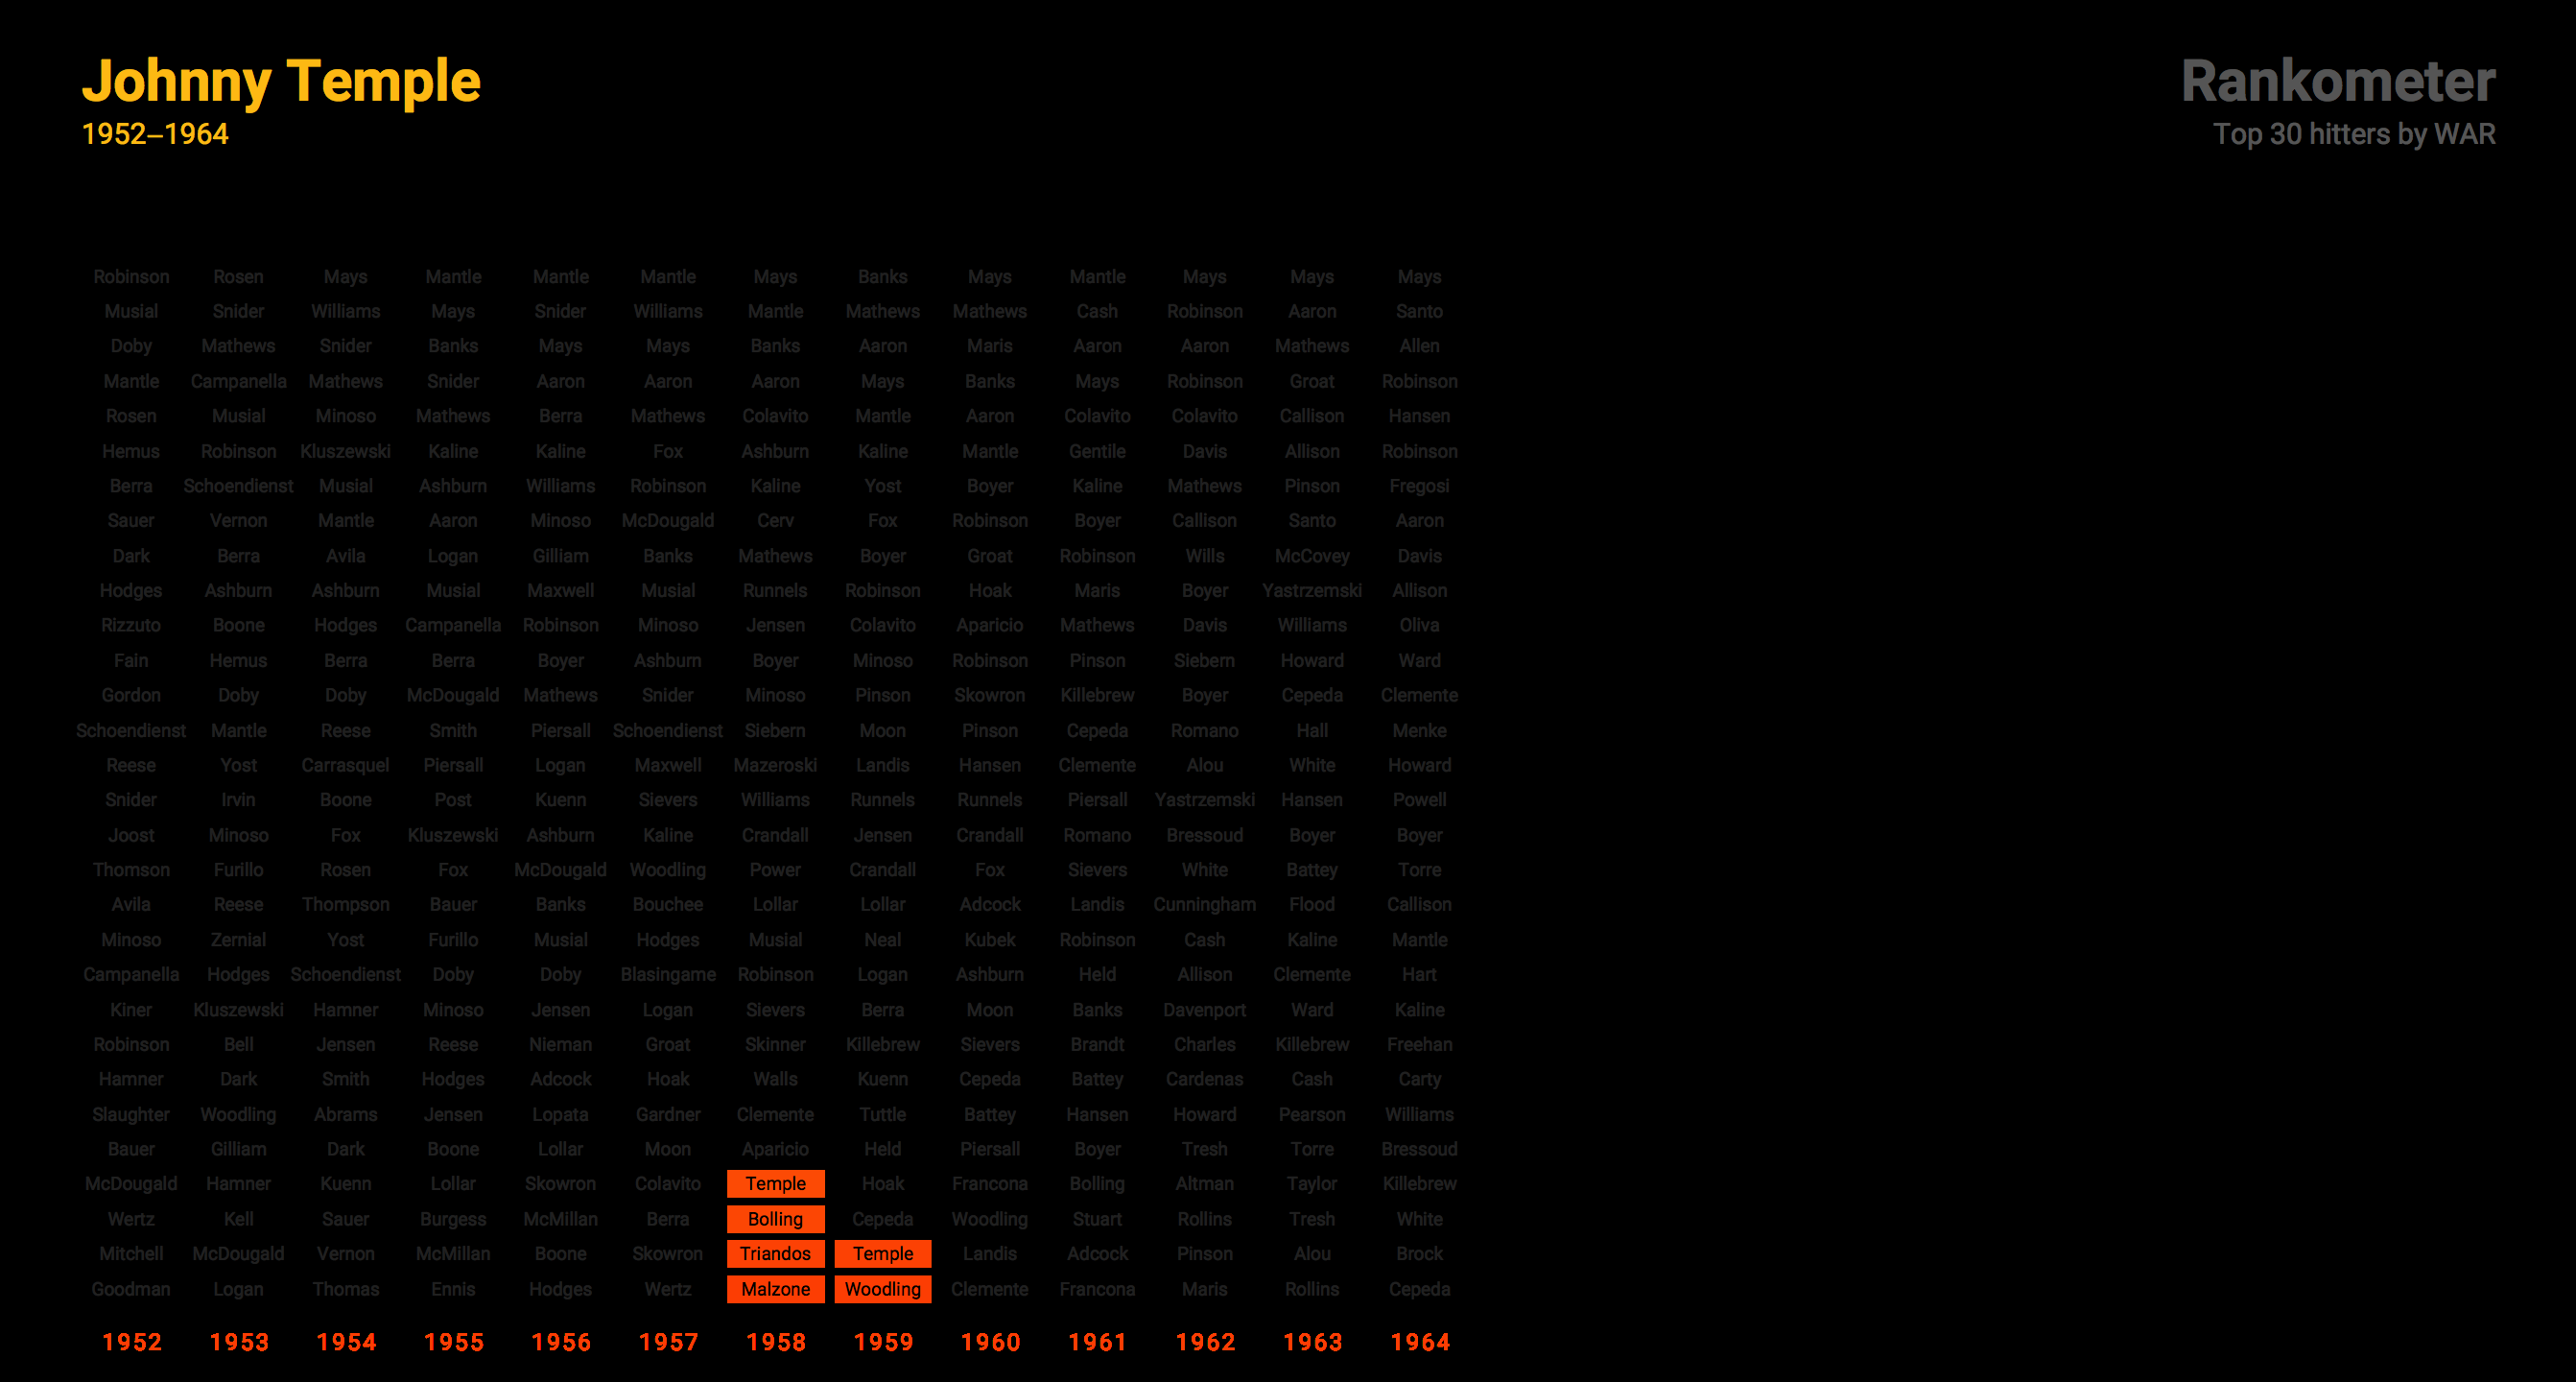 Johnny Temple
1952–1964
Rankometer
Top 30 hitters by WAR
Robinson Rosen Mays Mantle Mantle Mantle Mays Banks Mays Mantle Mays Mays Mays
Musial Snider Williams Mays Snider Williams Mantle Mathews Mathews Cash Robinson Aaron Santo
Doby Mathews Snider Banks Mays Mays Banks Aaron Maris Aaron Aaron Mathews Allen
Mantle Campanella Mathews Snider Aaron Aaron Aaron Mays Banks Mays Robinson Groat Robinson
Rosen Musial Minoso Mathews Berra Mathews Colavito Mantle Aaron Colavito Colavito Callison Hansen
Hemus Robinson Kluszewski Kaline Kaline Fox Ashburn Kaline Mantle Gentile Davis Allison Robinson
Berra Schoendienst Musial Ashburn Williams Robinson Kaline Yost Boyer Kaline Mathews Pinson Fregosi
Sauer Vernon Mantle Aaron Minoso McDougald Cerv Fox Robinson Boyer Callison Santo Aaron
Dark Berra Avila Logan Gilliam Banks Mathews Boyer Groat Robinson Wills McCovey Davis
Hodges Ashburn Ashburn Musial Maxwell Musial Runnels Robinson Hoak Maris Boyer Yastrzemski Allison
Rizzuto Boone Hodges Campanella Robinson Minoso Jensen Colavito Aparicio Mathews Davis Williams Oliva
Fain Hemus Berra Berra Boyer Ashburn Boyer Minoso Robinson Pinson Siebern Howard Ward
Gordon Doby Doby McDougald Mathews Snider Minoso Pinson Skowron Killebrew Boyer Cepeda Clemente
Schoendienst Mantle Reese Smith Piersall Schoendienst Siebern Moon Pinson Cepeda Romano Hall Menke
Reese Yost Carrasquel Piersall Logan Maxwell Mazeroski Landis Hansen Clemente Alou White Howard
Snider Irvin Boone Post Kuenn Sievers Williams Runnels Runnels Piersall Yastrzemski Hansen Powell
Joost Minoso Fox Kluszewski Ashburn Kaline Crandall Jensen Crandall Romano Bressoud Boyer Boyer
Thomson Furillo Rosen Fox McDougald Woodling Power Crandall Fox Sievers White Battey Torre
Avila Reese Thompson Bauer Banks Bouchee Lollar Lollar Adcock Landis Cunningham Flood Callison
Minoso Zernial Yost Furillo Musial Hodges Musial Neal Kubek Robinson Cash Kaline Mantle
Campanella Hodges Schoendienst Doby Doby Blasingame Robinson Logan Ashburn Held Allison Clemente Hart
Kiner Kluszewski Hamner Minoso Jensen Logan Sievers Berra Moon Banks Davenport Ward Kaline
Robinson Bell Jensen Reese Nieman Groat Skinner Killebrew Sievers Brandt Charles Killebrew Freehan
Hamner Dark Smith Hodges Adcock Hoak Walls Kuenn Cepeda Battey Cardenas Cash Carty
Slaughter Woodling Abrams Jensen Lopata Gardner Clemente Tuttle Battey Hansen Howard Pearson Williams
Bauer Gilliam Dark Boone Lollar Moon Aparicio Held Piersall Boyer Tresh Torre Bressoud
McDougald Hamner Kuenn Lollar Skowron Colavito Temple Hoak Francona Bolling Altman Taylor Killebrew
Wertz Kell Sauer Burgess McMillan Berra Bolling Cepeda Woodling Stuart Rollins Tresh White
Mitchell McDougald Vernon McMillan Boone Skowron Triandos Temple Landis Adcock Pinson Alou Brock
Goodman Logan Thomas Ennis Hodges Wertz Malzone Woodling Clemente Francona Maris Rollins Cepeda
1952 1953 1954 1955 1956 1957 1958 1959 1960 1961 1962 1963 1964